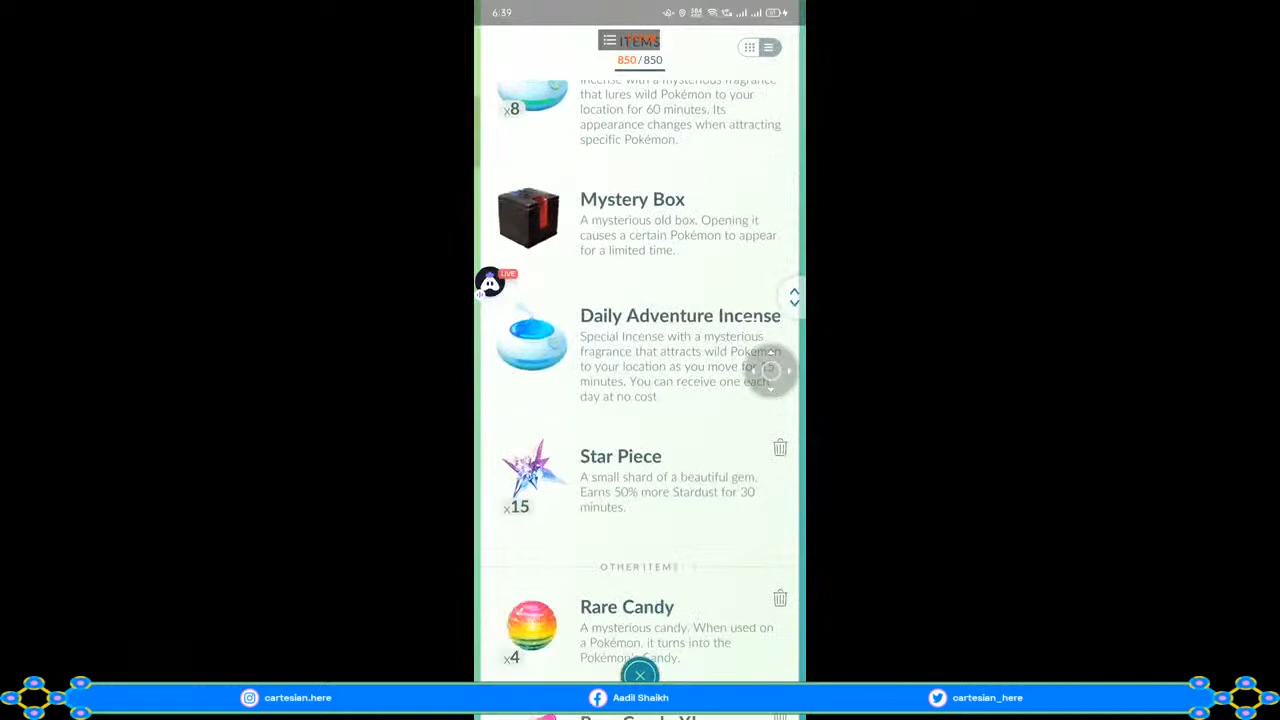 6:39
ITEMS
850/850
Incense with a mysterious fragrance
that lures wild Pokémon to your
location for 60 minutes. Its
appearance changes when attracting
specific Pokémon.
x8
Mystery Box
A mysterious old box. Opening it
causes a certain Pokémon to appear
for a limited time.
LIVE
Daily Adventure Incense
Special Incense with a mysterious
fragrance that attracts wild Pokémon
to your location as you move for 15
minutes. You can receive one each
day at no cost.
Star Piece
A small shard of a beautiful gem.
Earns 50% more Stardust for 30
minutes.
x15
OTHER ITEMS
Rare Candy
A mysterious candy. When used on
a Pokémon, it turns into the
Pokémon's Candy.
x4
cartesian.here
Aadil Shaikh
cartesian_here